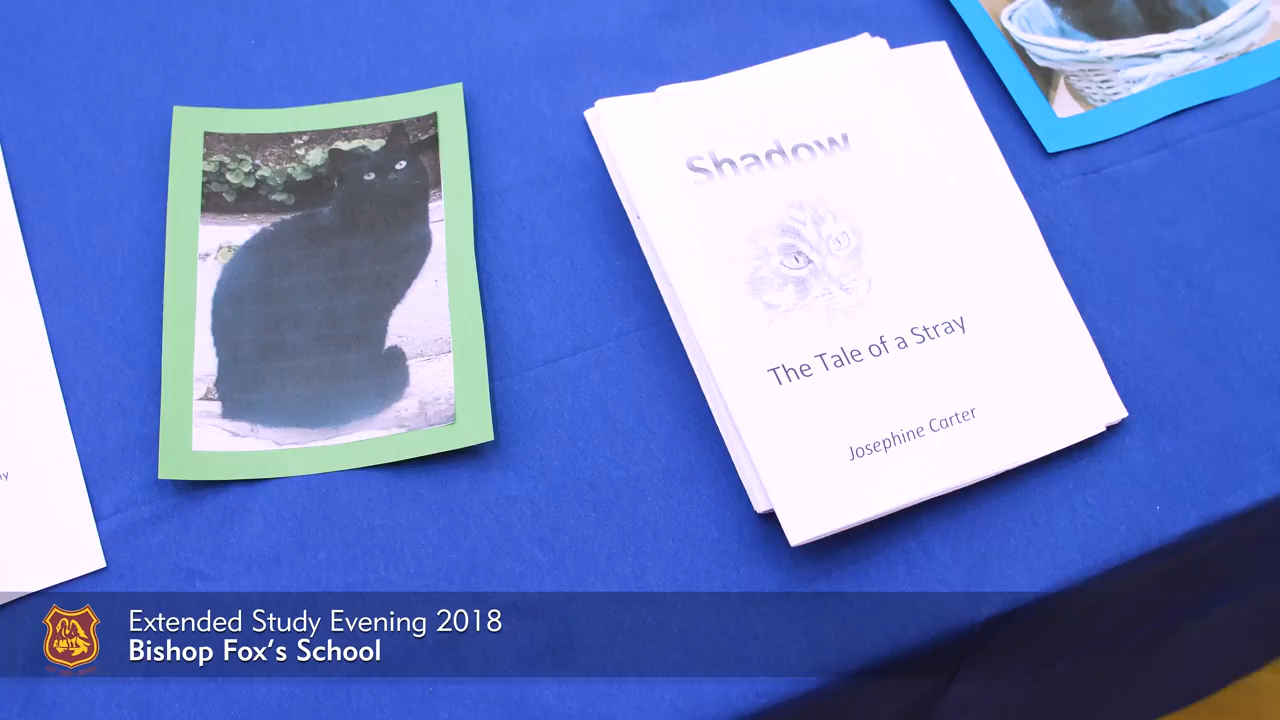 Shadow
The Tale of a Stray
Josephine Carter
Extended Study Evening 2018
Bishop Fox's School